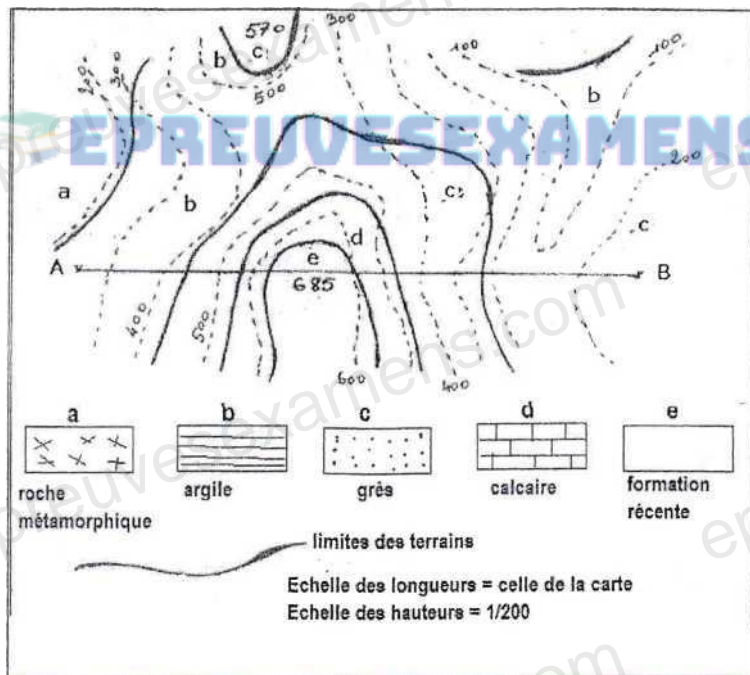 570
300
b
c
100
100
200
300
500
b
EPREUVESEXAMENS
200
a
b
c
c
d
A
e
B
685
400
500
600
400
a
b
c
d
e
roche
métamorphique
argile
grès
calcaire
formation
récente
limites des terrains
Echelle des longueurs = celle de la carte
Echelle des hauteurs = 1/200
epreuvesexamens.com